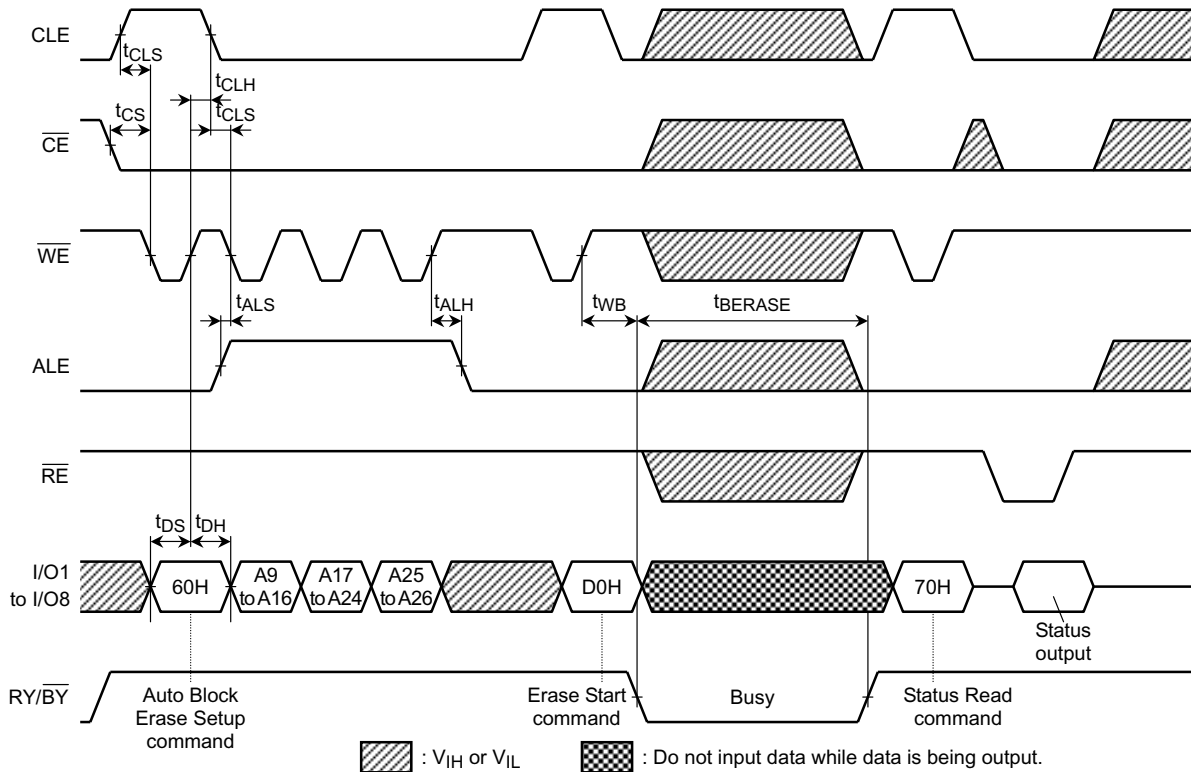 CLE
tCLS
tCLH
tCS
tCLS
CE
WE
tALS
tALH
tWB
tBERASE
ALE
RE
tDS
tDH
I/O1
to I/O8
60H
A9
to A16
A17
to A24
A25
to A26
D0H
70H
Status
output
RY/BY
Auto Block
Erase Setup
command
Erase Start
command
Busy
Status Read
command
: VIH or VIL
: Do not input data while data is being output.